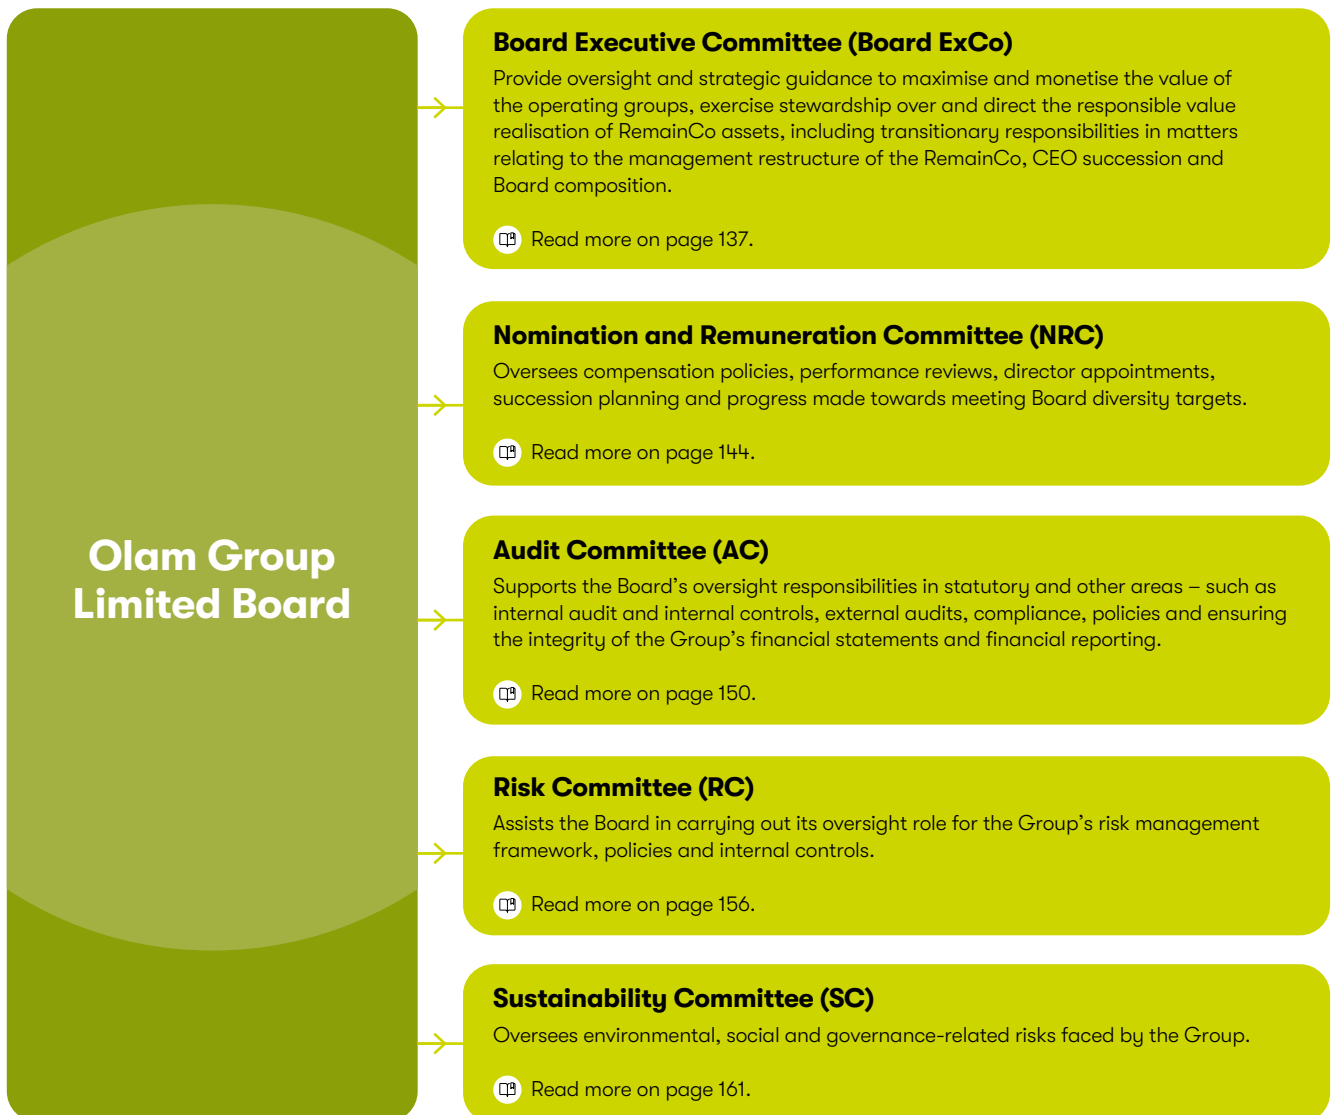 Olam Group
Limited Board
Board Executive Committee (Board ExCo)
Provide oversight and strategic guidance to maximise and monetise the value of
the operating groups, exercise stewardship over and direct the responsible value
realisation of RemainCo assets, including transitionary responsibilities in matters
relating to the management restructure of the RemainCo, CEO succession and
Board composition.
Read more on page 137.
Nomination and Remuneration Committee (NRC)
Oversees compensation policies, performance reviews, director appointments,
succession planning and progress made towards meeting Board diversity targets.
Read more on page 144.
Audit Committee (AC)
Supports the Board’s oversight responsibilities in statutory and other areas – such as
internal audit and internal controls, external audits, compliance, policies and ensuring
the integrity of the Group’s financial statements and financial reporting.
Read more on page 150.
Risk Committee (RC)
Assists the Board in carrying out its oversight role for the Group’s risk management
framework, policies and internal controls.
Read more on page 156.
Sustainability Committee (SC)
Oversees environmental, social and governance-related risks faced by the Group.
Read more on page 161.